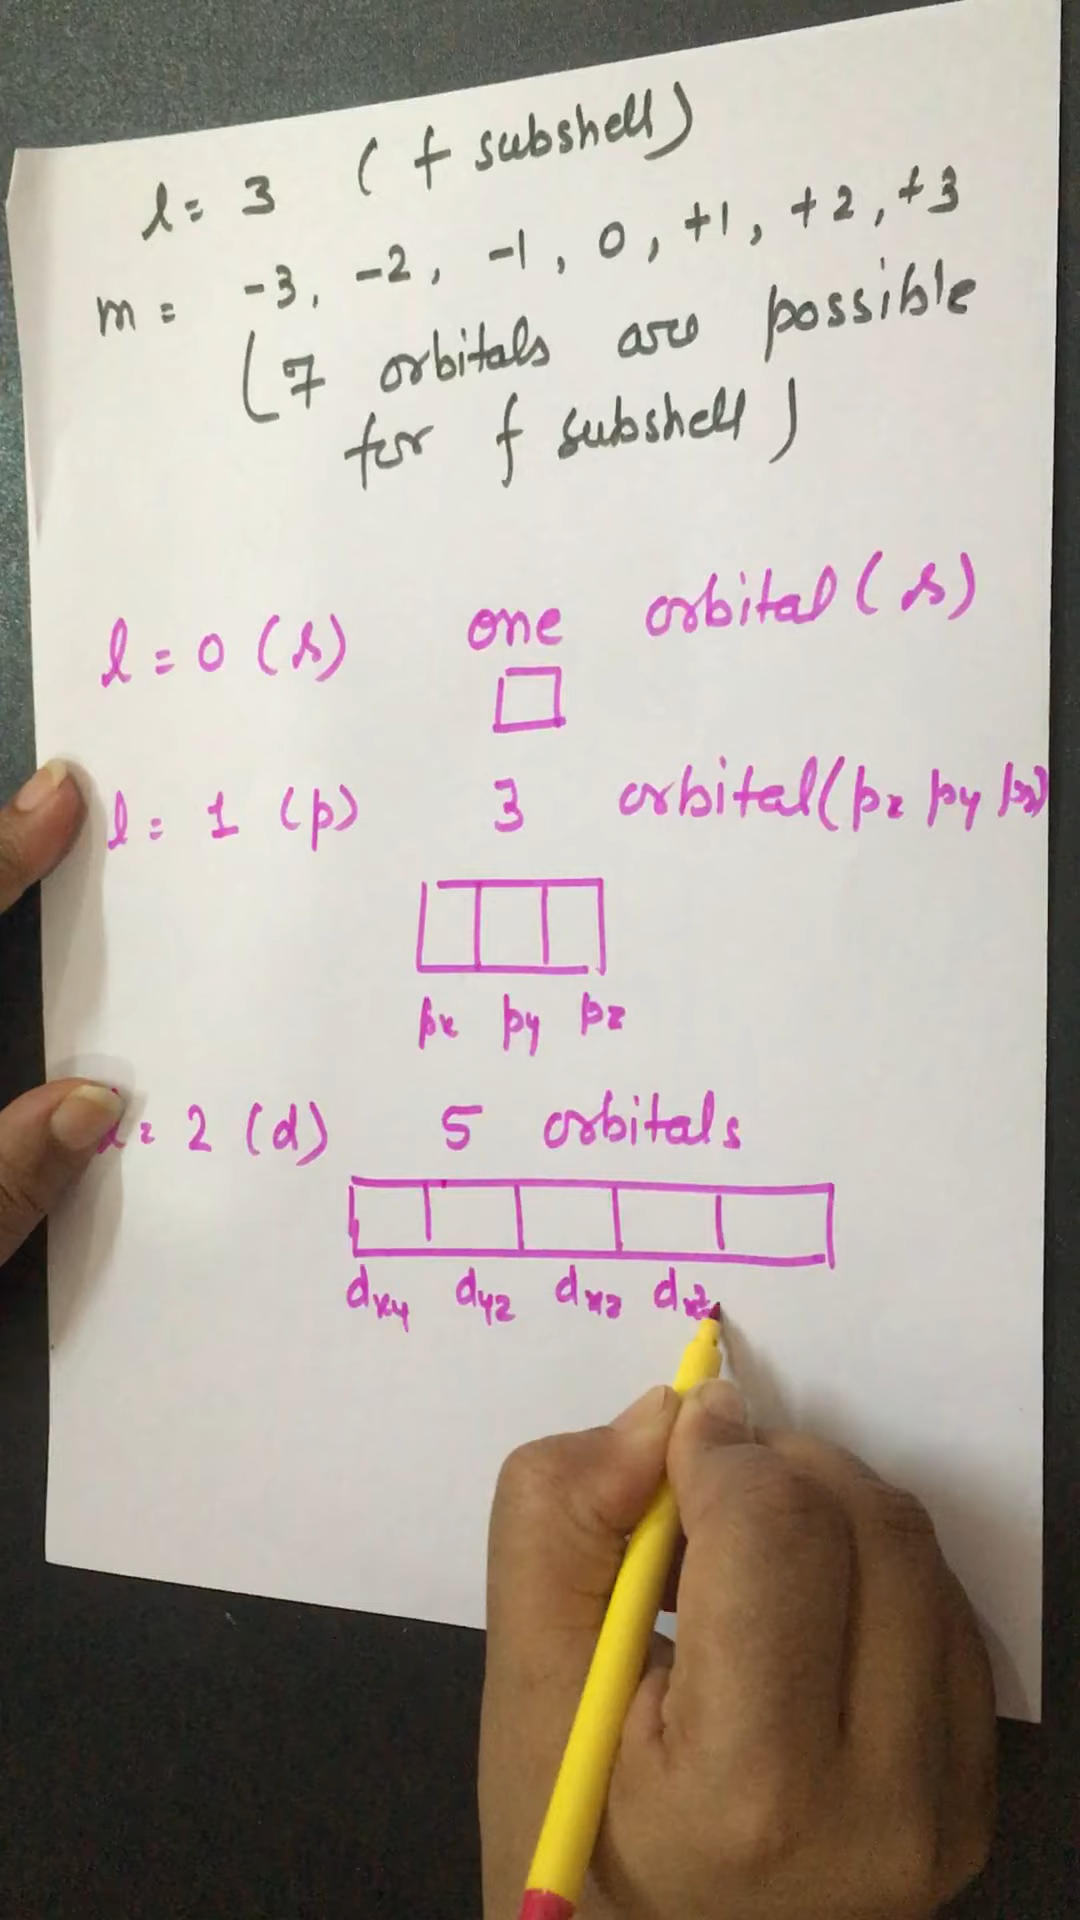 l = 3 ( f subshell )
m = -3, -2, -1, 0, +1, +2, +3
( 7 orbitals are possible
for f subshell )
l = 0 (s) one orbital (s)
l = 1 (p) 3 orbital (px py pz)
px py pz
l = 2 (d) 5 orbitals
dxy dyz dxz